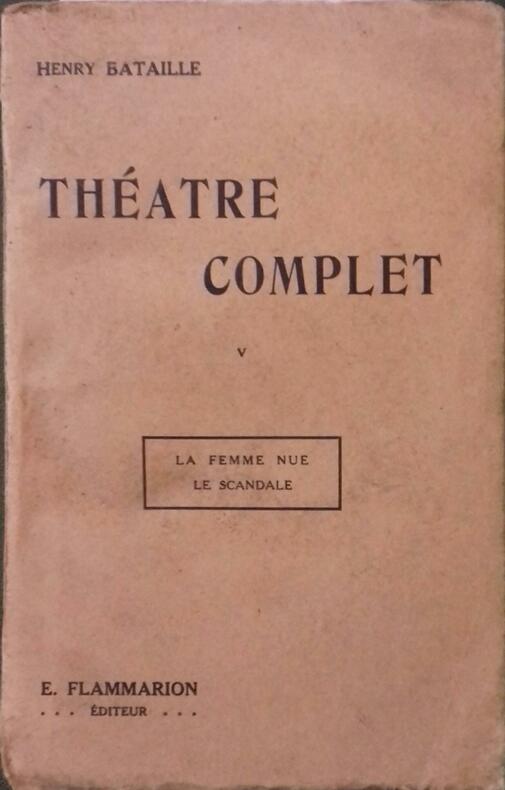 HENRY BATAILLE
THÉATRE
COMPLET
V
LA FEMME NUE
LE SCANDALE
E. FLAMMARION
. . . ÉDITEUR . . .